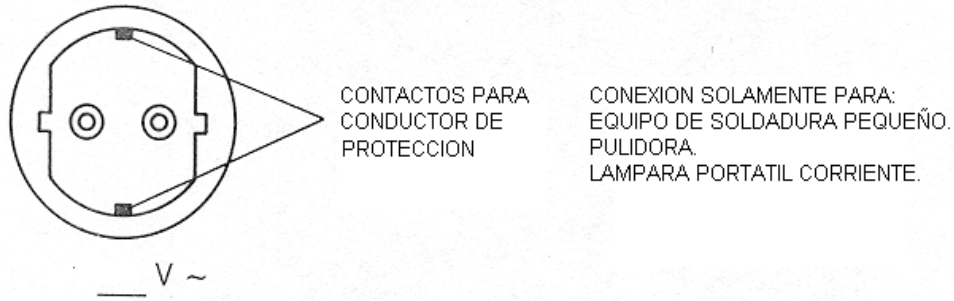 CONTACTOS PARA
CONDUCTOR DE
PROTECCION
CONEXION SOLAMENTE PARA:
EQUIPO DE SOLDADURA PEQUEÑO.
PULIDORA.
LAMPARA PORTATIL CORRIENTE.
___ V ~